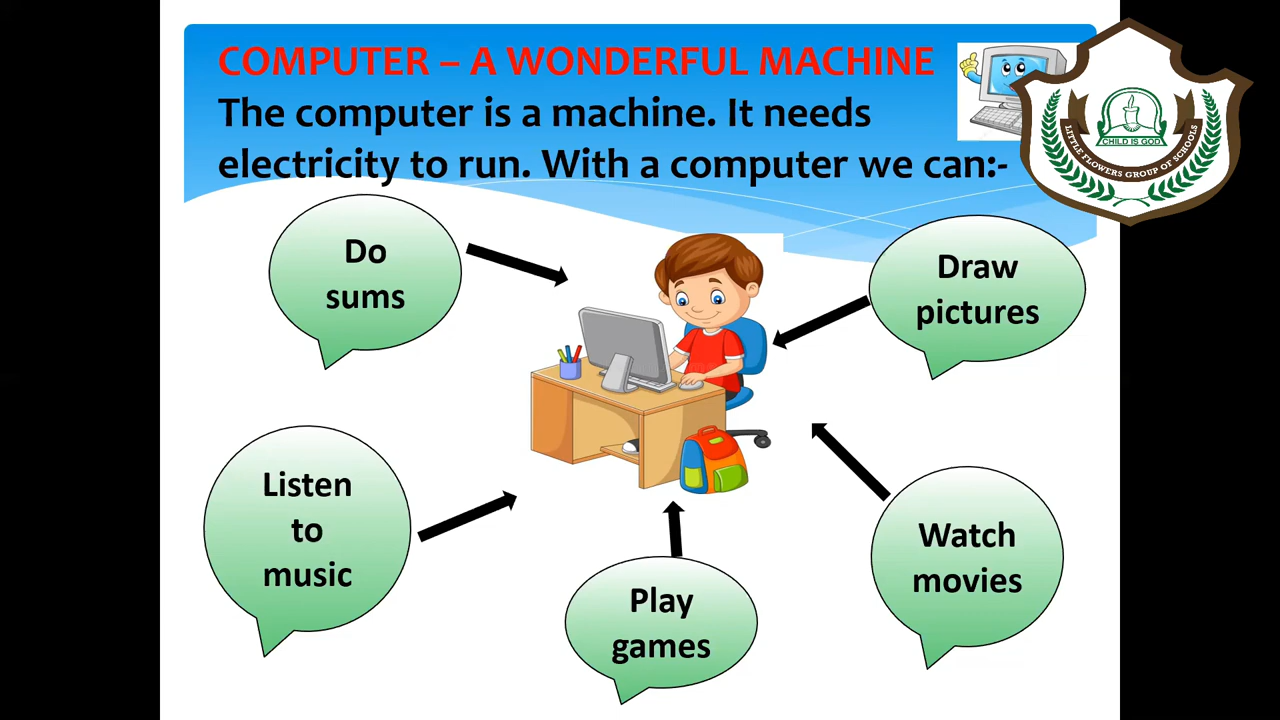 COMPUTER – A WONDERFUL MACHINE
The computer is a machine. It needs
electricity to run. With a computer we can:-
CHILD IS GOD
LITTLE FLOWERS GROUP OF SCHOOLS
Do
sums
Draw
pictures
Listen
to
music
Watch
movies
Play
games